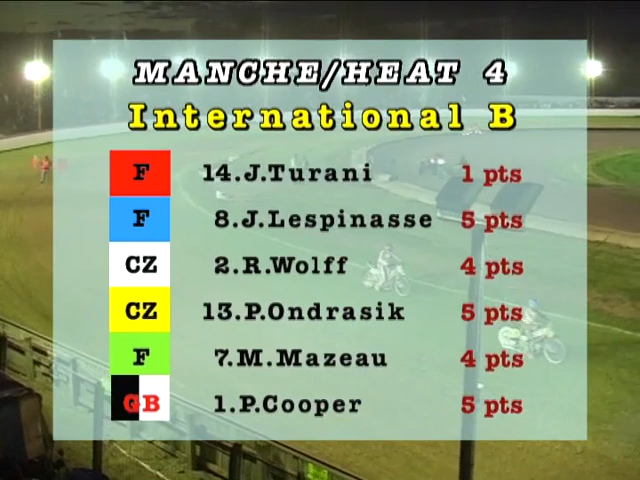 MANCHE/HEAT 4
International B
F 14.J.Turani 1 pts
F 8.J.Lespinasse 5 pts
CZ 2.R.Wolff 4 pts
CZ 13.P.Ondrasik 5 pts
F 7.M.Mazeau 4 pts
GB 1.P.Cooper 5 pts